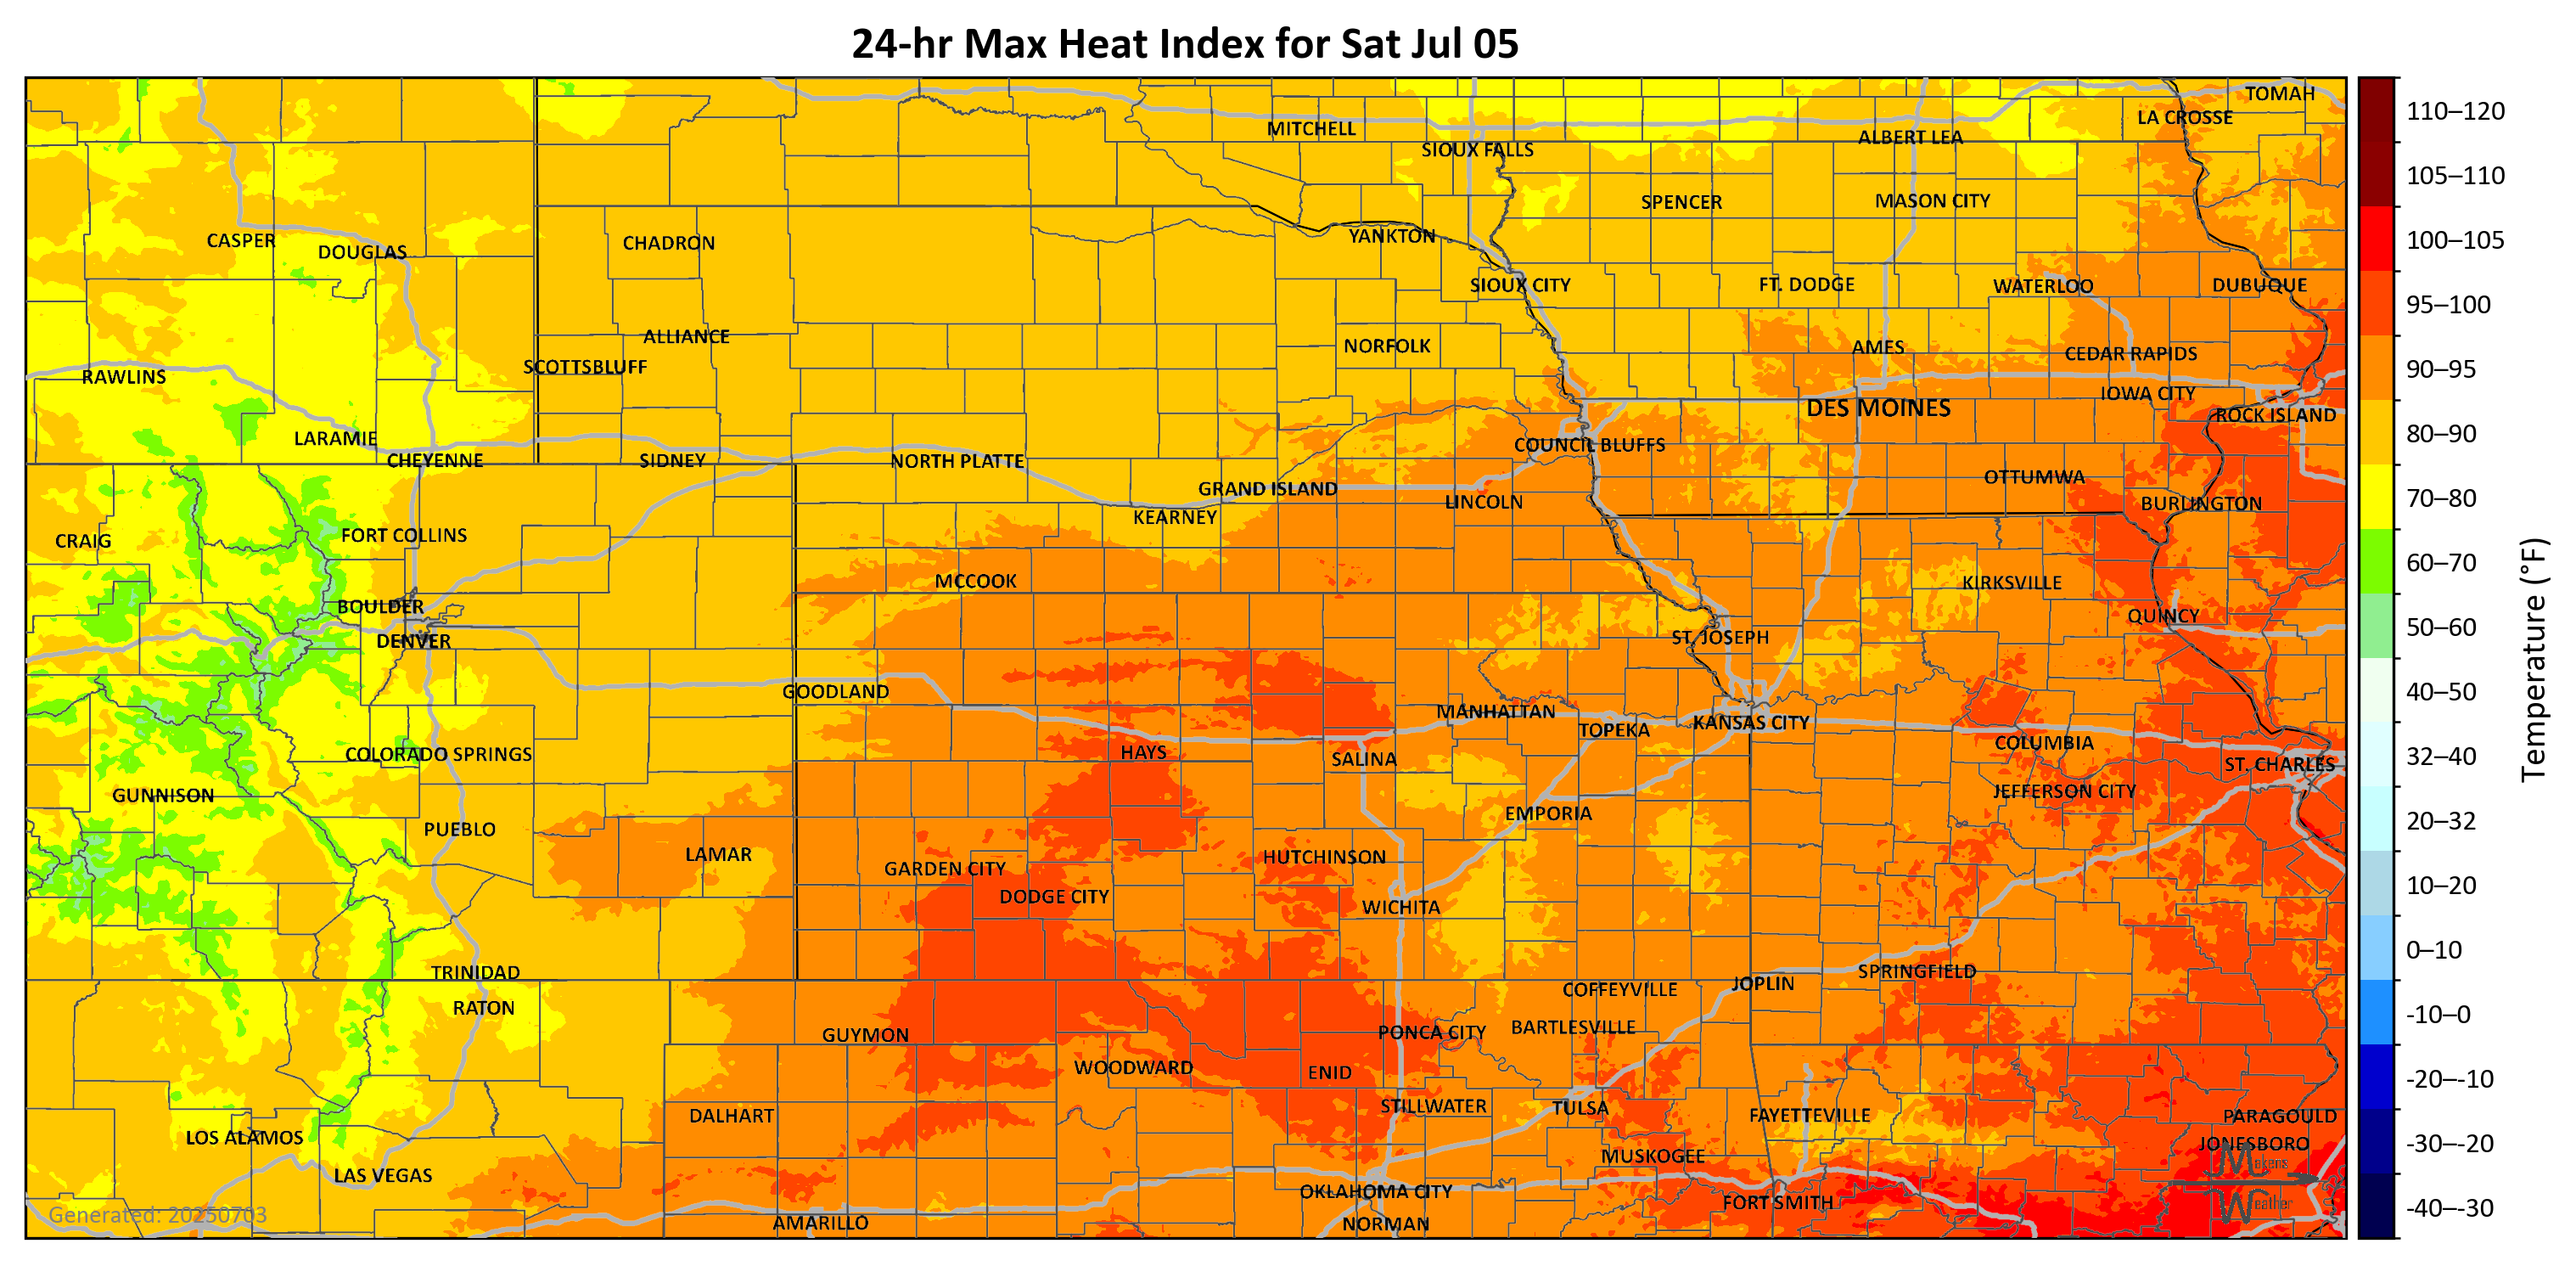 24-hr Max Heat Index for Sat Jul 05
TOMAH
LA CROSSE
MITCHELL
ALBERT LEA
SIOUX FALLS
SPENCER
MASON CITY
CASPER
DOUGLAS
CHADRON
YANKTON
SIOUX CITY
FT. DODGE
WATERLOO
DUBUQUE
ALLIANCE
NORFOLK
AMES
CEDAR RAPIDS
SCOTTSBLUFF
RAWLINS
IOWA CITY
DES MOINES
ROCK ISLAND
LARAMIE
COUNCIL BLUFFS
CHEYENNE
SIDNEY
NORTH PLATTE
OTTUMWA
GRAND ISLAND
LINCOLN
BURLINGTON
KEARNEY
FORT COLLINS
CRAIG
MCCOOK
KIRKSVILLE
BOULDER
QUINCY
DENVER
ST. JOSEPH
GOODLAND
MANHATTAN
TOPEKA
KANSAS CITY
COLUMBIA
COLORADO SPRINGS
HAYS
SALINA
ST. CHARLES
GUNNISON
JEFFERSON CITY
EMPORIA
PUEBLO
LAMAR
HUTCHINSON
GARDEN CITY
DODGE CITY
WICHITA
TRINIDAD
SPRINGFIELD
JOPLIN
COFFEYVILLE
RATON
BARTLESVILLE
GUYMON
PONCA CITY
WOODWARD
ENID
STILLWATER
TULSA
DALHART
FAYETTEVILLE
PARAGOULD
LOS ALAMOS
JONESBORO
MUSKOGEE
Makens
LAS VEGAS
OKLAHOMA CITY
FORT SMITH
Weather
Generated: 20250703
AMARILLO
NORMAN
110–120
105–110
100–105
95–100
90–95
80–90
70–80
60–70
50–60
40–50
32–40
20–32
10–20
0–10
-10–0
-20–-10
-30–-20
-40–-30
Temperature (°F)